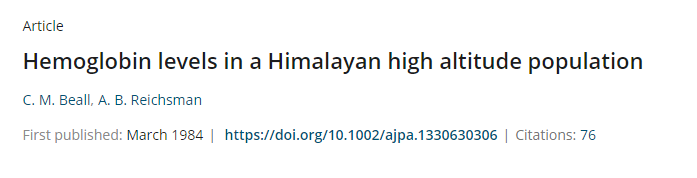 Article
Hemoglobin levels in a Himalayan high altitude population
C. M. Beall, A. B. Reichsman
First published: March 1984 | https://doi.org/10.1002/ajpa.1330630306 | Citations: 76